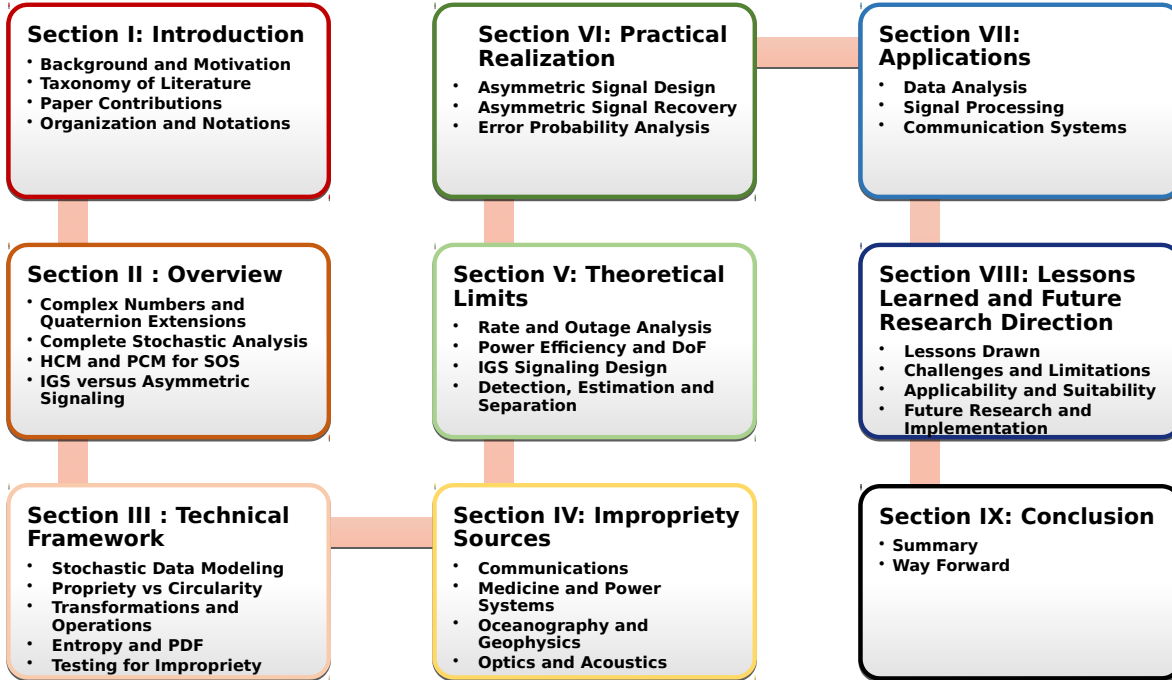 Section I: Introduction
• Background and Motivation
• Taxonomy of Literature
• Paper Contributions
• Organization and Notations
Section II : Overview
• Complex Numbers and
Quaternion Extensions
• Complete Stochastic Analysis
• HCM and PCM for SOS
• IGS versus Asymmetric
Signaling
Section III : Technical
Framework
• Stochastic Data Modeling
• Propriety vs Circularity
• Transformations and
Operations
• Entropy and PDF
• Testing for Impropriety
Section IV: Impropriety
Sources
• Communications
• Medicine and Power
Systems
• Oceanography and
Geophysics
• Optics and Acoustics
Section V: Theoretical
Limits
• Rate and Outage Analysis
• Power Efficiency and DoF
• IGS Signaling Design
• Detection, Estimation and
Separation
Section VI: Practical
Realization
• Asymmetric Signal Design
• Asymmetric Signal Recovery
• Error Probability Analysis
Section VII:
Applications
• Data Analysis
• Signal Processing
• Communication Systems
Section VIII: Lessons
Learned and Future
Research Direction
• Lessons Drawn
• Challenges and Limitations
• Applicability and Suitability
• Future Research and
Implementation
Section IX: Conclusion
• Summary
• Way Forward